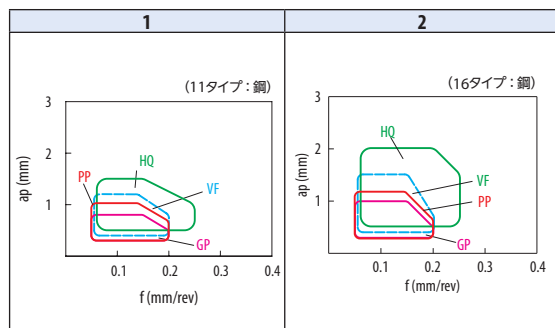 1
2
(11タイプ：鋼)
3
2
1
ap (mm)
HQ
PP
VF
GP
0.1
0.2
0.3
0.4
f (mm/rev)
(16タイプ：鋼)
3
2
1
ap (mm)
HQ
VF
PP
GP
0.1
0.2
0.3
0.4
f (mm/rev)